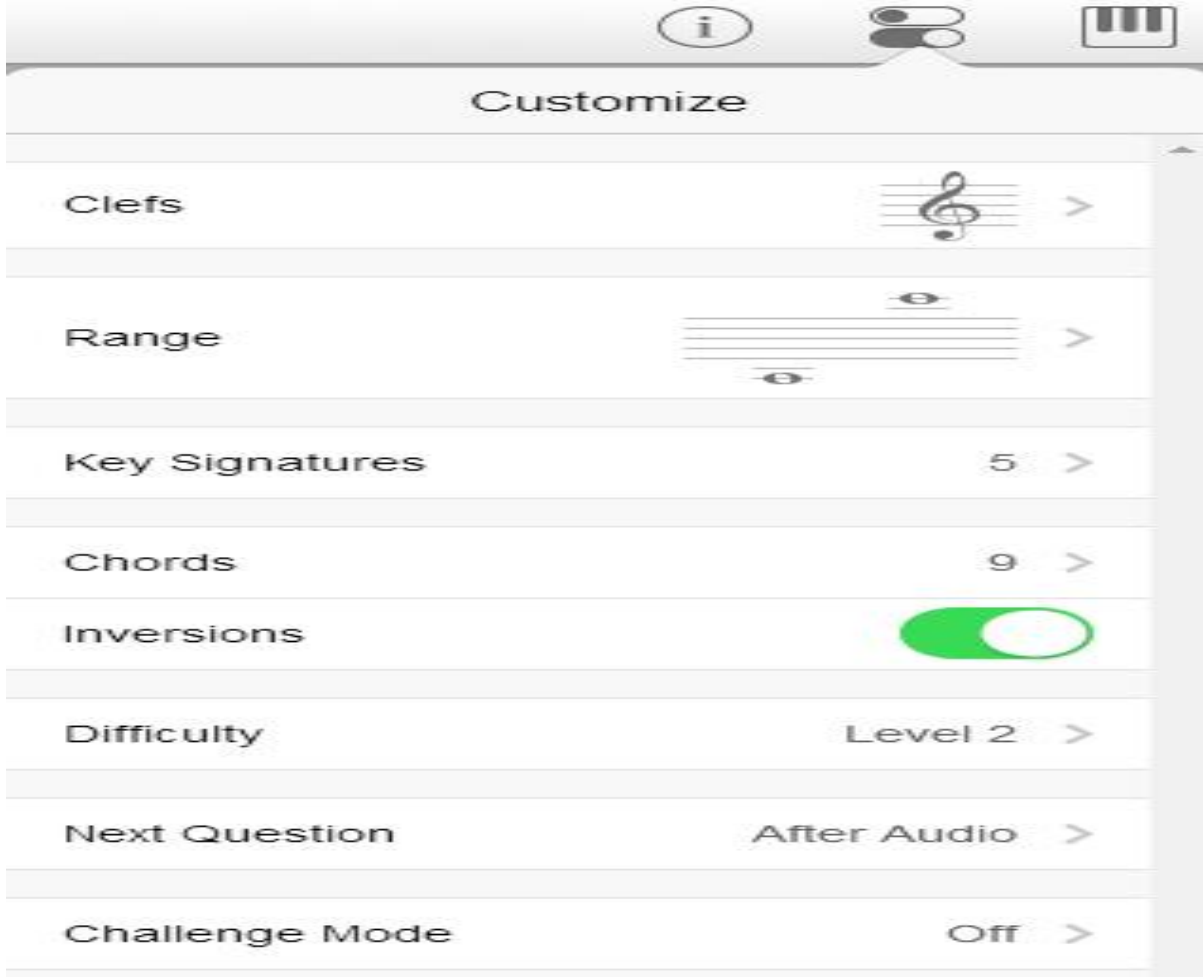 i
Customize
Clefs >
Range >
Key Signatures 5 >
Chords 9 >
Inversions
Difficulty Level 2 >
Next Question After Audio >
Challenge Mode Off >